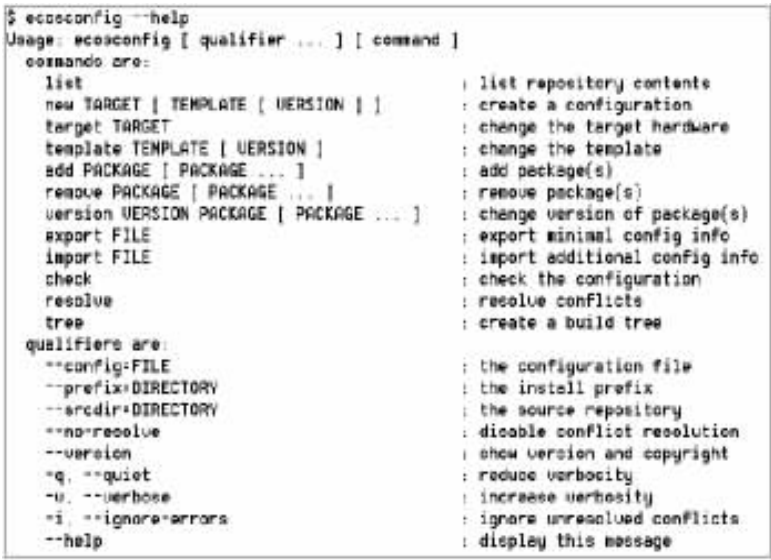 $ ecosconfig --help
Usage: ecosconfig [ qualifier ... ] [ command ]
commands are:
list : list repository contents
new TARGET [ TEMPLATE [ VERSION ] ] : create a configuration
target TARGET : change the target hardware
template TEMPLATE [ VERSION ] : change the template
add PACKAGE [ PACKAGE ... ] : add package(s)
remove PACKAGE [ PACKAGE ... ] : remove package(s)
version VERSION PACKAGE [ PACKAGE ... ] : change version of package(s)
export FILE : export minimal config info
import FILE : import additional config info
check : check the configuration
resolve : resolve conflicts
tree : create a build tree
qualifiers are:
--config=FILE : the configuration file
--prefix=DIRECTORY : the install prefix
--srcdir=DIRECTORY : the source repository
--no-resolve : disable conflict resolution
--version : show version and copyright
-q, --quiet : reduce verbosity
-v, --verbose : increase verbosity
-i, --ignore-errors : ignore unresolved conflicts
--help : display this message